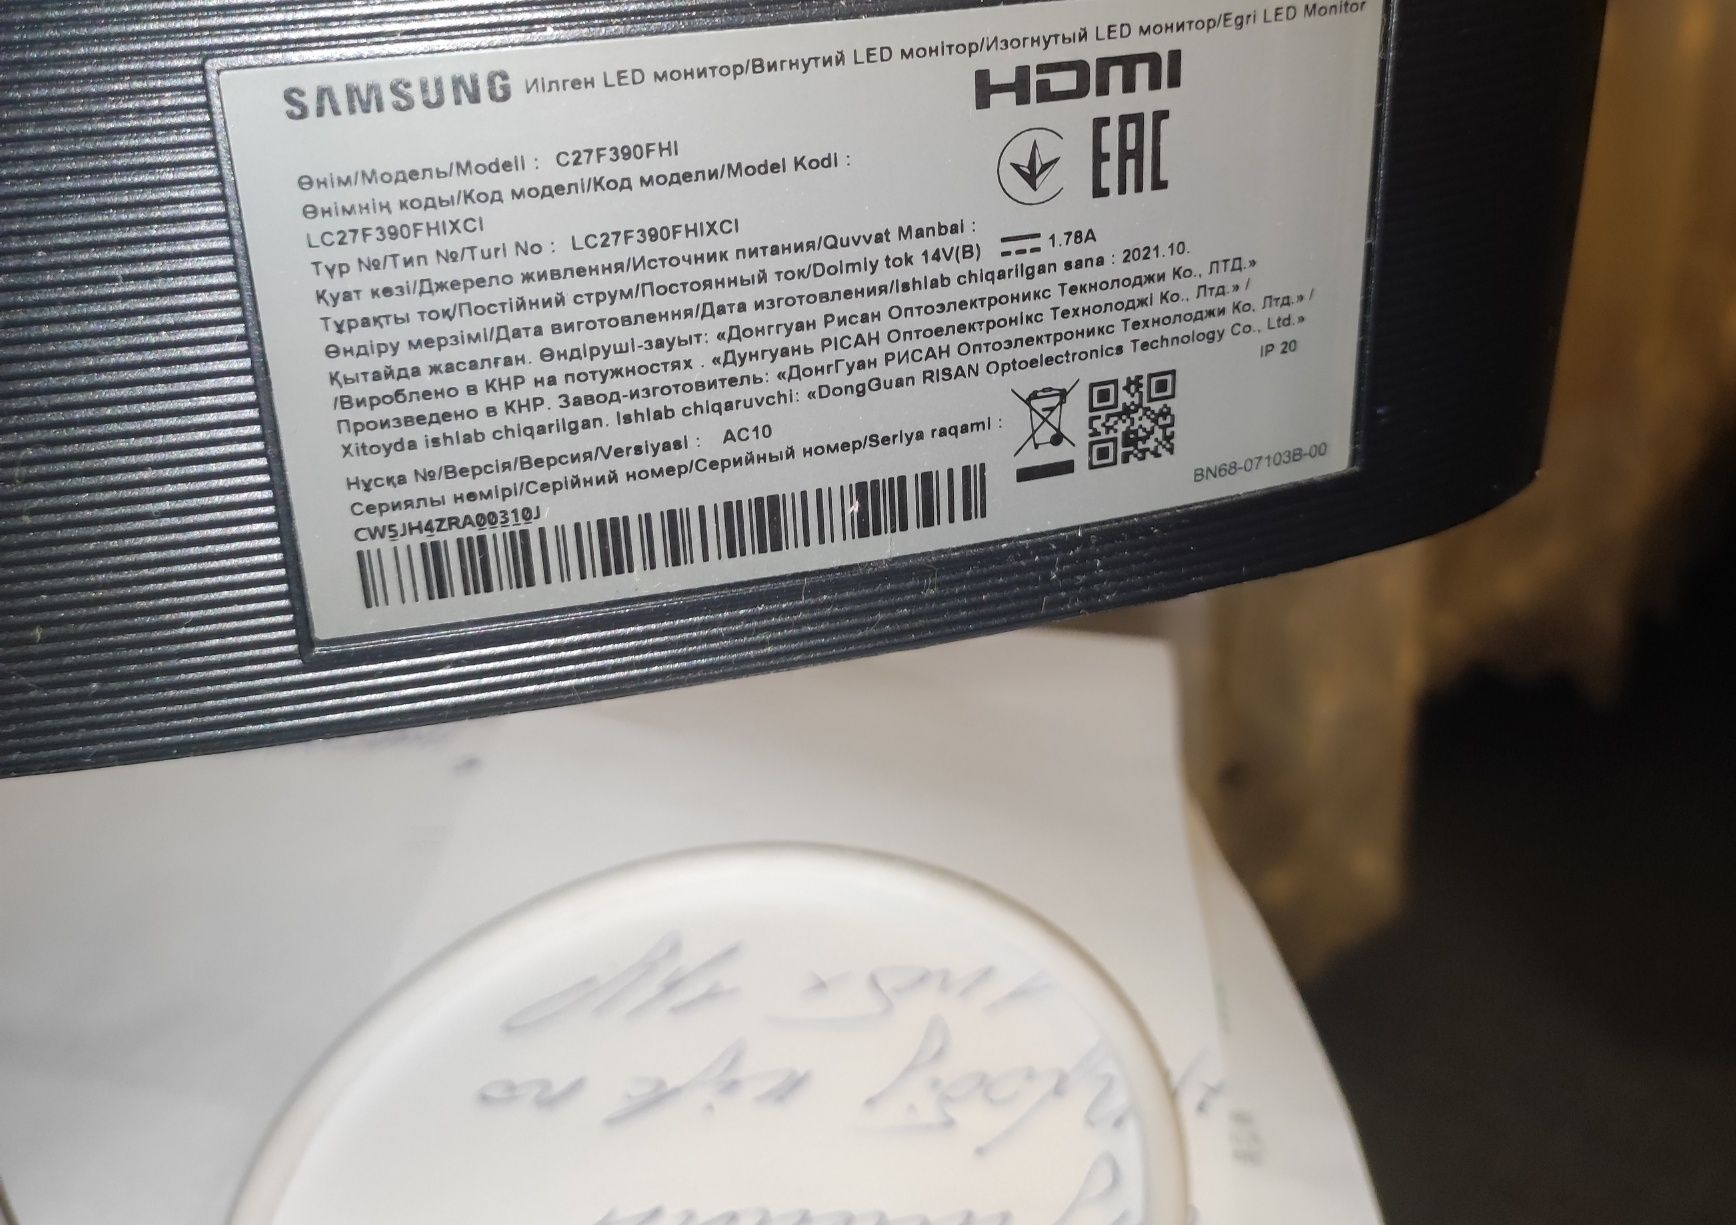 SAMSUNG Иілген LED монитор/Вигнутий LED монітор/Изогнутый LED монитор/Egri LED Monitor
HDMI
EAC
Өнім/Модель/Modeli : C27F390FHI
Өнімнің коды/Код моделі/Код модели/Model Kodi :
LC27F390FHIXCI
Түр №/Тип №/Turi No : LC27F390FHIXCI
Қуат көзі/Джерело живлення/Источник питания/Quvvat Manbai :
Тұрақты тоқ/Постійний струм/Постоянный ток/Doimiy tok 14V(В) 1.78A
Өндіру мерзімі/Дата виготовлення/Дата изготовления/Ishlab chiqarilgan sana : 2021.10.
Қытайда жасалған. Өндіруші-зауыт: «Донггуан Рисан Оптоэлектроникс Текнолоджи Ко., ЛТД.»
/Вироблено в КНР на потужностях . «Дунгуань РІСАН Оптоелектронікс Технолоджі Ко., Лтд.» /
Произведено в КНР. Завод-изготовитель: «ДонгГуан РИСАН Оптоэлектроникс Технолоджи Ко. Лтд.» /
Xitoyda ishlab chiqarilgan. Ishlab chiqaruvchi: «DongGuan RISAN Optoelectronics Technology Co., Ltd.»
IP 20
Нұсқа №/Версія/Версия/Versiyasi : AC10
Сериялы нөмірі/Серійний номер/Серийный номер/Seriya raqami :
CW5JH4ZRA00310J
BN68-07103B-00